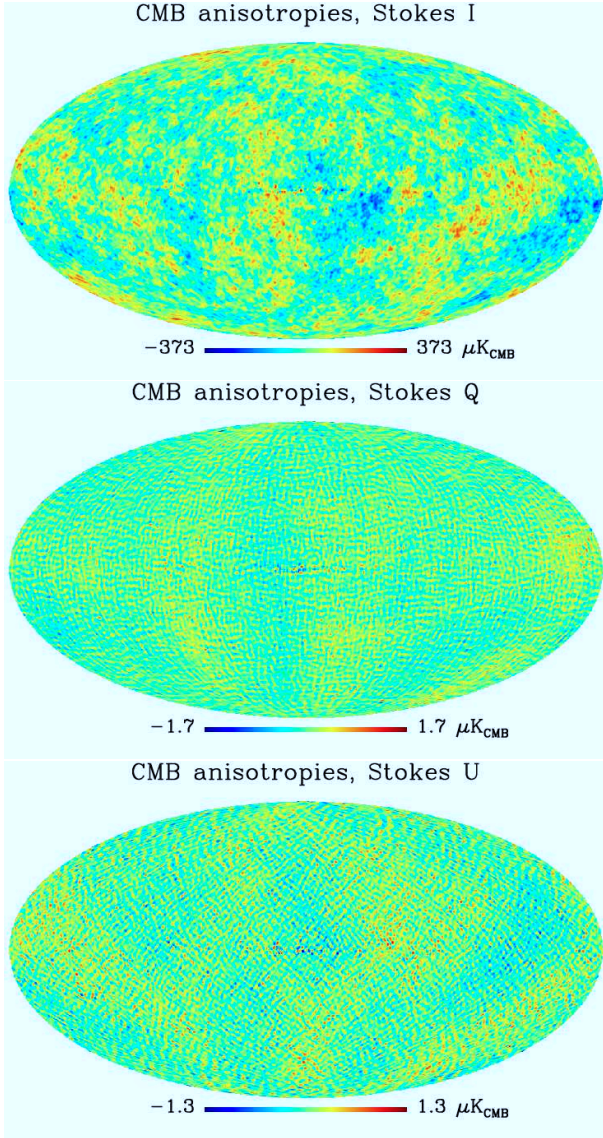 CMB anisotropies, Stokes I
−373 373 μK_CMB
CMB anisotropies, Stokes Q
−1.7 1.7 μK_CMB
CMB anisotropies, Stokes U
−1.3 1.3 μK_CMB